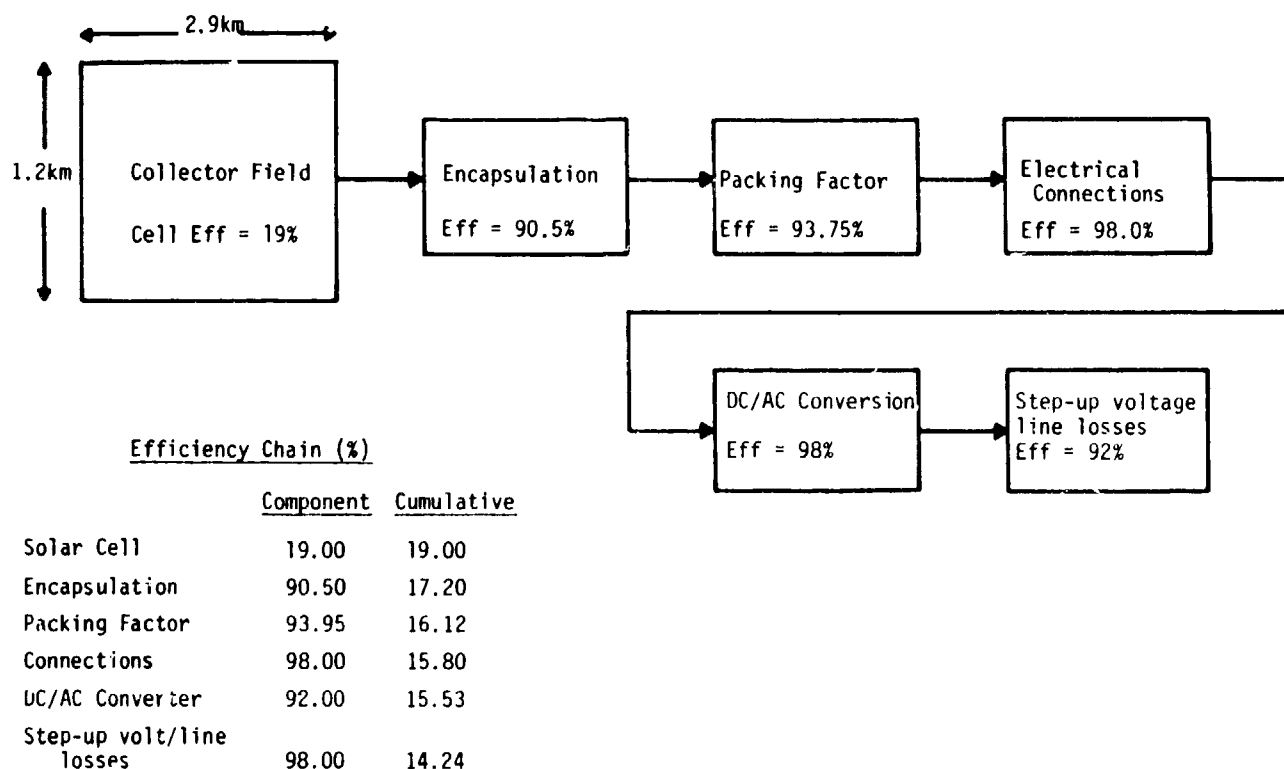 2.9km
1.2km
Collector Field
Cell Eff = 19%
Encapsulation
Eff = 90.5%
Packing Factor
Eff = 93.75%
Electrical
Connections
Eff = 98.0%
DC/AC Conversion
Eff = 98%
Step-up voltage
line losses
Eff = 92%
Efficiency Chain (%)
Component Cumulative
Solar Cell 19.00 19.00
Encapsulation 90.50 17.20
Packing Factor 93.95 16.12
Connections 98.00 15.80
DC/AC Converter 92.00 15.53
Step-up volt/line
losses 98.00 14.24